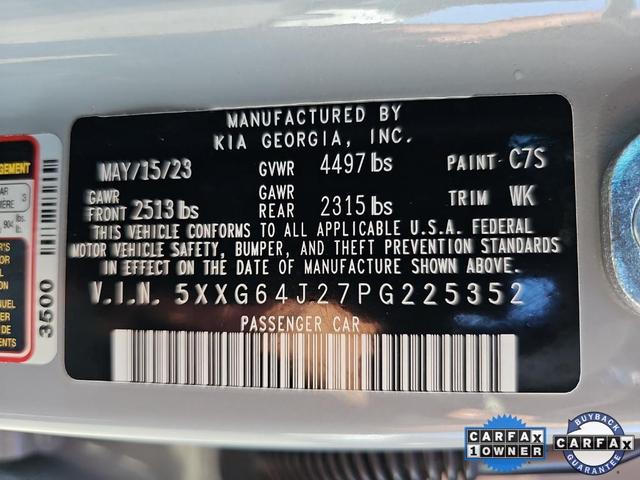 MANUFACTURED BY
KIA GEORGIA, INC.
MAY/15/23 GVWR 4497 lbs PAINT C7S
GAWR FRONT 2513 lbs GAWR REAR 2315 lbs TRIM WK
THIS VEHICLE CONFORMS TO ALL APPLICABLE U.S.A. FEDERAL
MOTOR VEHICLE SAFETY, BUMPER, AND THEFT PREVENTION STANDARDS
IN EFFECT ON THE DATE OF MANUFACTURE SHOWN ABOVE.
V.I.N. 5XXG64J27PG225352
PASSENGER CAR
3500
CARFAX
1 OWNER
BUYBACK
CARFAX
GUARANTEE